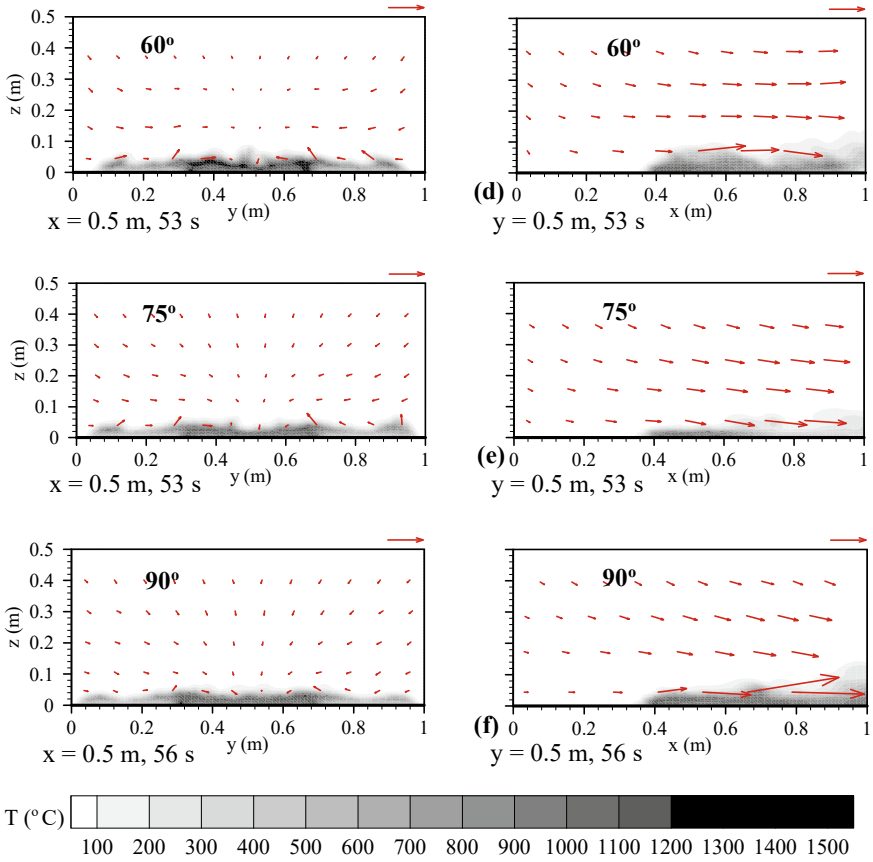 0.5
0.4
0.3
0.2
0.1
0
z (m)
60º
0 0.2 0.4 0.6 0.8 1
y (m)
x = 0.5 m, 53 s
60º
(d) 0 0.2 0.4 0.6 0.8 1
x (m)
y = 0.5 m, 53 s
0.5
0.4
0.3
0.2
0.1
0
z (m)
75º
0 0.2 0.4 0.6 0.8 1
y (m)
x = 0.5 m, 53 s
75º
(e) 0 0.2 0.4 0.6 0.8 1
x (m)
y = 0.5 m, 53 s
0.5
0.4
0.3
0.2
0.1
0
z (m)
90º
0 0.2 0.4 0.6 0.8 1
y (m)
x = 0.5 m, 56 s
90º
(f) 0 0.2 0.4 0.6 0.8 1
x (m)
y = 0.5 m, 56 s
T (º C)
100 200 300 400 500 600 700 800 900 1000 1100 1200 1300 1400 1500